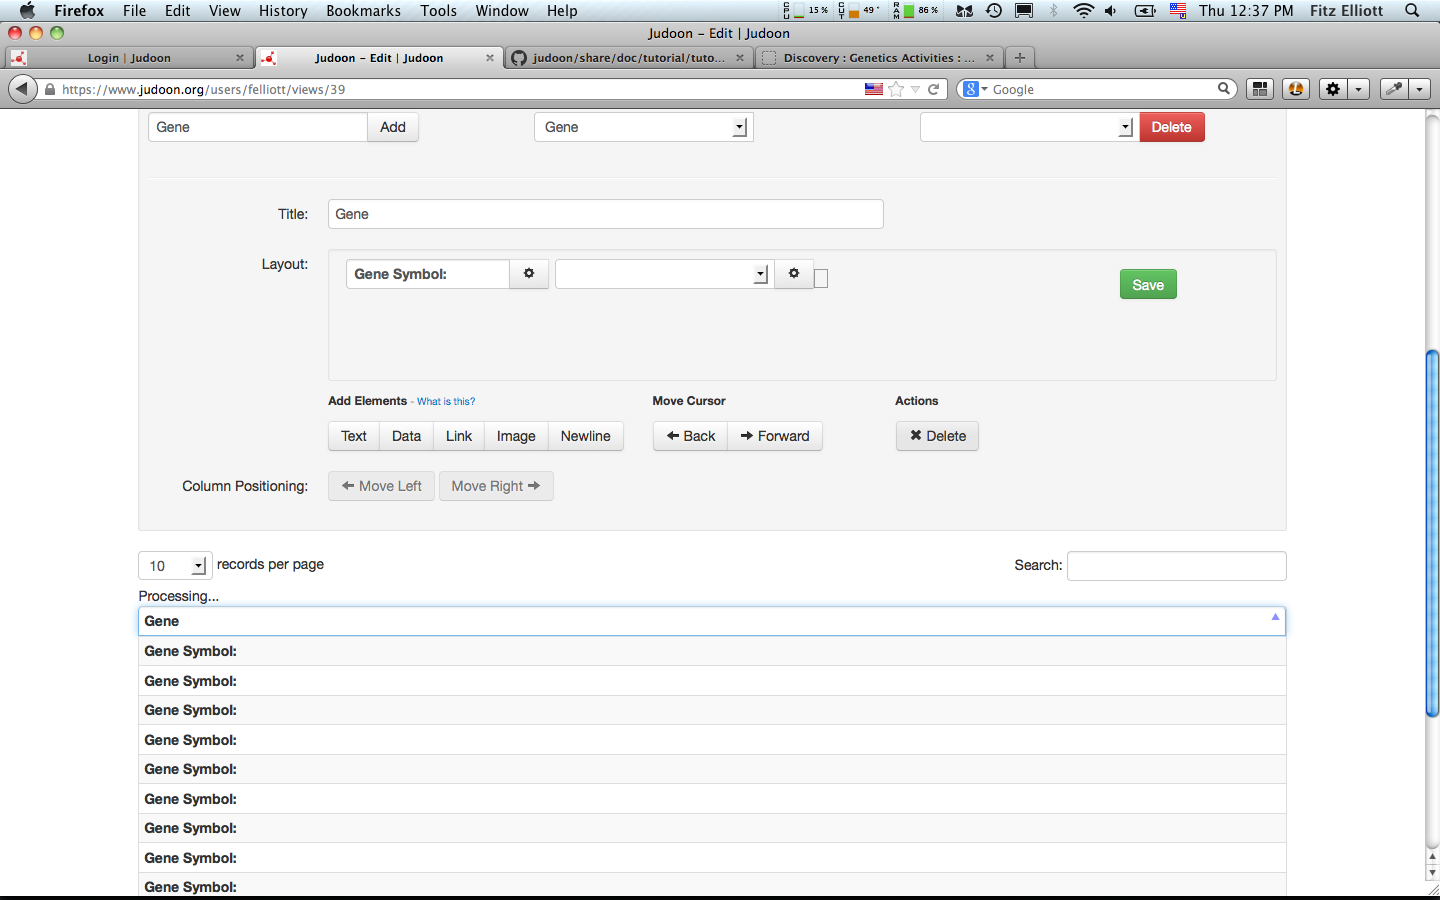 Firefox File Edit View History Bookmarks Tools Window Help CPU 15% 49° RAM 86% Thu 12:37 PM Fitz Elliott
Judoon – Edit | Judoon
Login | Judoon Judoon – Edit | Judoon judoon/share/doc/tutorial/tuto... Discovery : Genetics Activities : ...
https://www.judoon.org/users/felliott/views/39 Google
Gene Add Gene Delete
Title: Gene
Layout: Gene Symbol: Save
Add Elements - What is this? Move Cursor Actions
Text Data Link Image Newline Back Forward Delete
Column Positioning: Move Left Move Right
10 records per page Search:
Processing...
Gene
Gene Symbol:
Gene Symbol:
Gene Symbol:
Gene Symbol:
Gene Symbol:
Gene Symbol:
Gene Symbol:
Gene Symbol:
Gene Symbol: